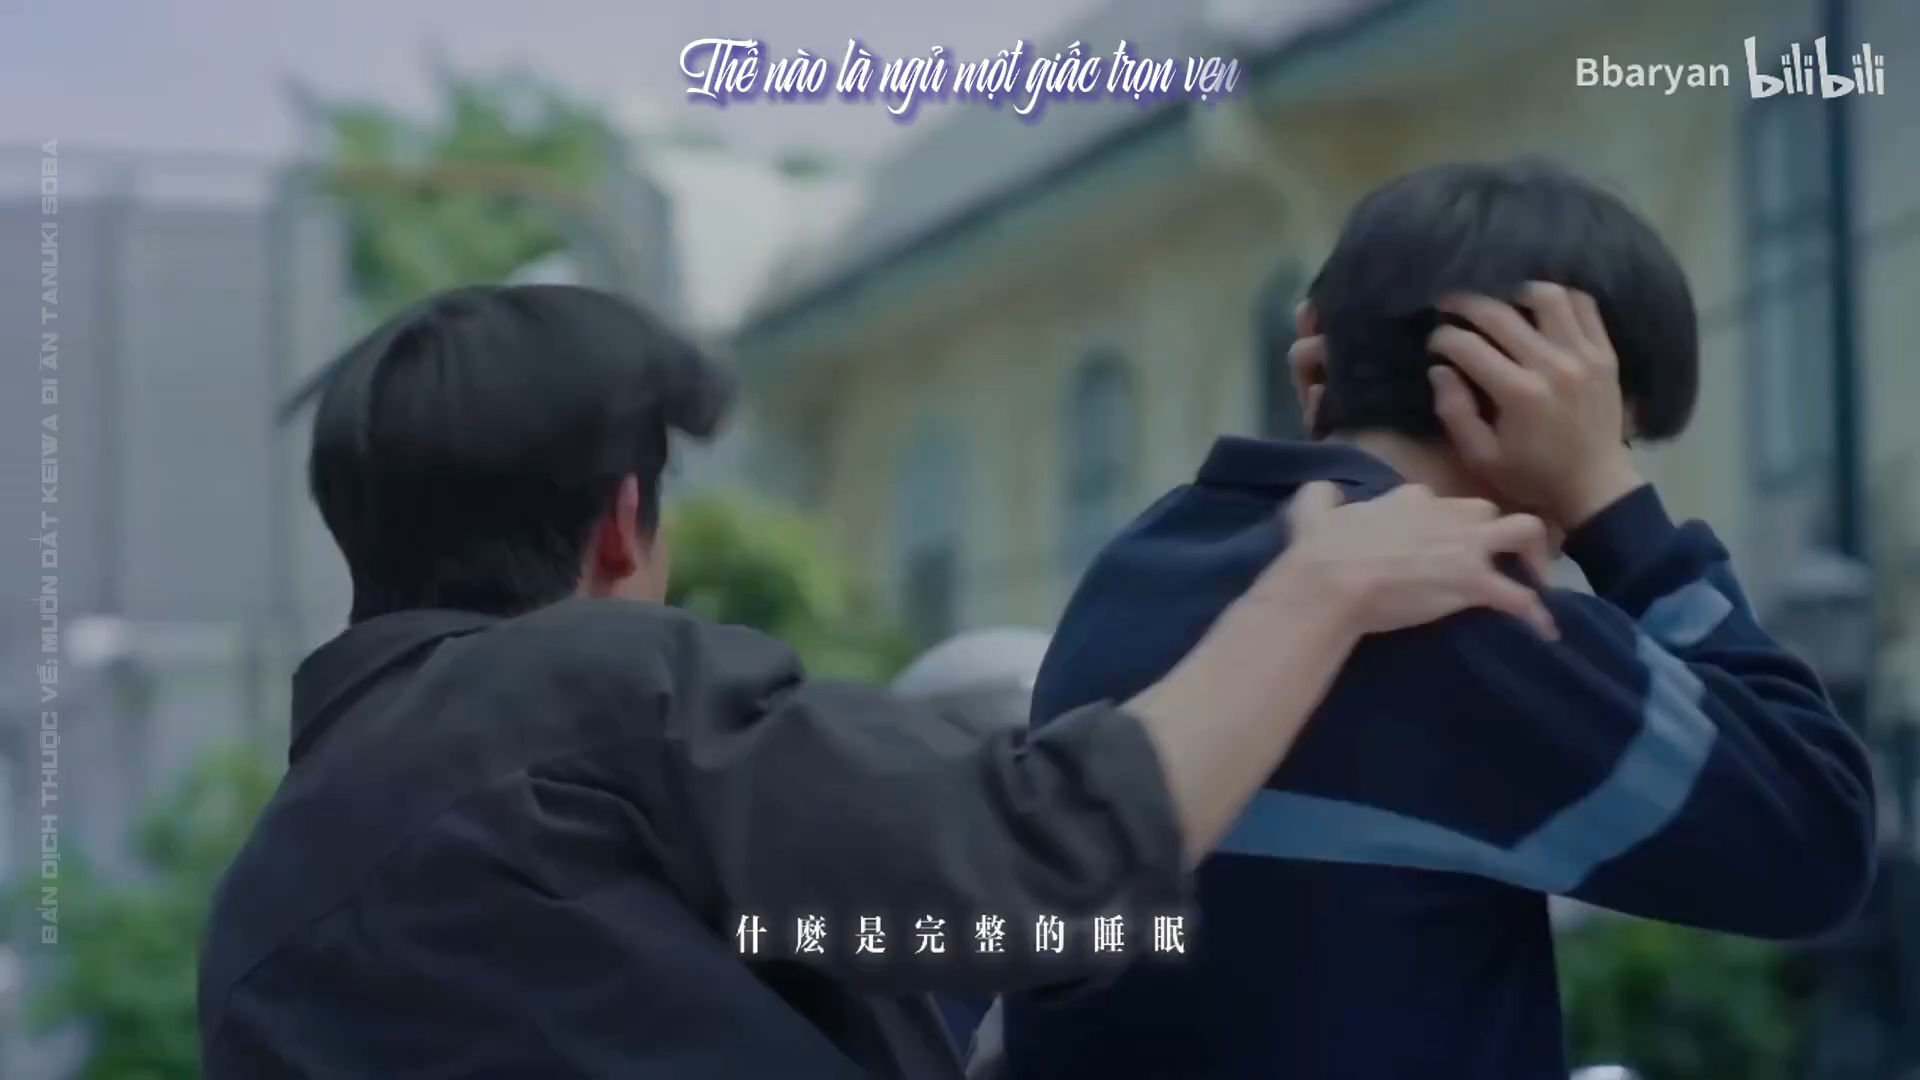 Thế nào là ngủ một giấc trọn vẹn
Bbaryan bilibili
BẢN DỊCH THUỘC VỀ: MUỐN DẮT KEIWA ĐI ĂN TANUKI SOBA
什麼是完整的睡眠